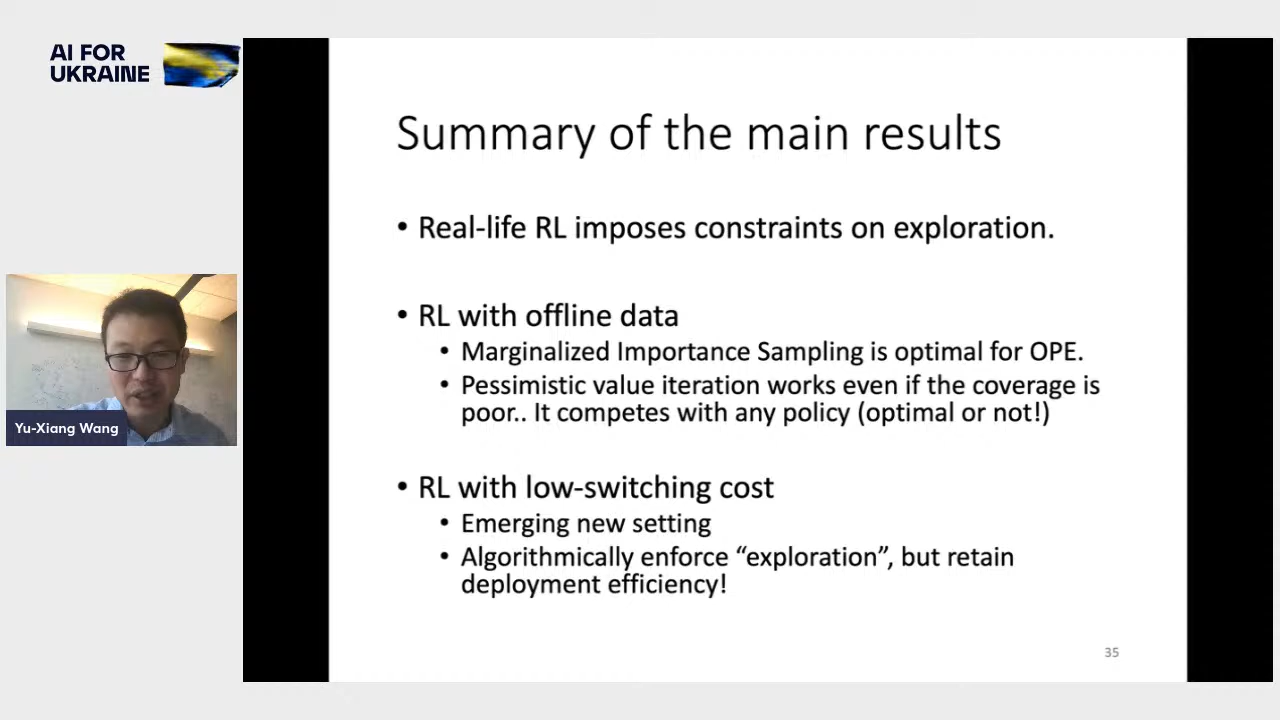 AI FOR
UKRAINE
Summary of the main results
• Real-life RL imposes constraints on exploration.
• RL with offline data
• Marginalized Importance Sampling is optimal for OPE.
• Pessimistic value iteration works even if the coverage is
poor.. It competes with any policy (optimal or not!)
• RL with low-switching cost
• Emerging new setting
• Algorithmically enforce “exploration”, but retain
deployment efficiency!
35
Yu-Xiang Wang